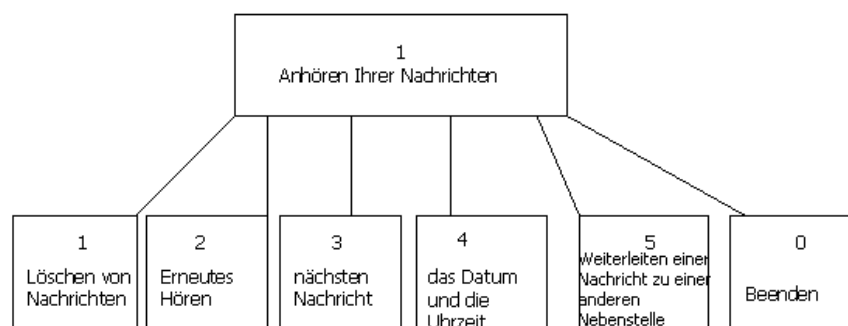 1
Anhören Ihrer Nachrichten
1
Löschen von
Nachrichten
2
Erneutes
Hören
3
nächsten
Nachricht
4
das Datum
und die
Uhrzeit
5
Weiterleiten einer
Nachricht zu einer
anderen
Nebenstelle
0
Beenden